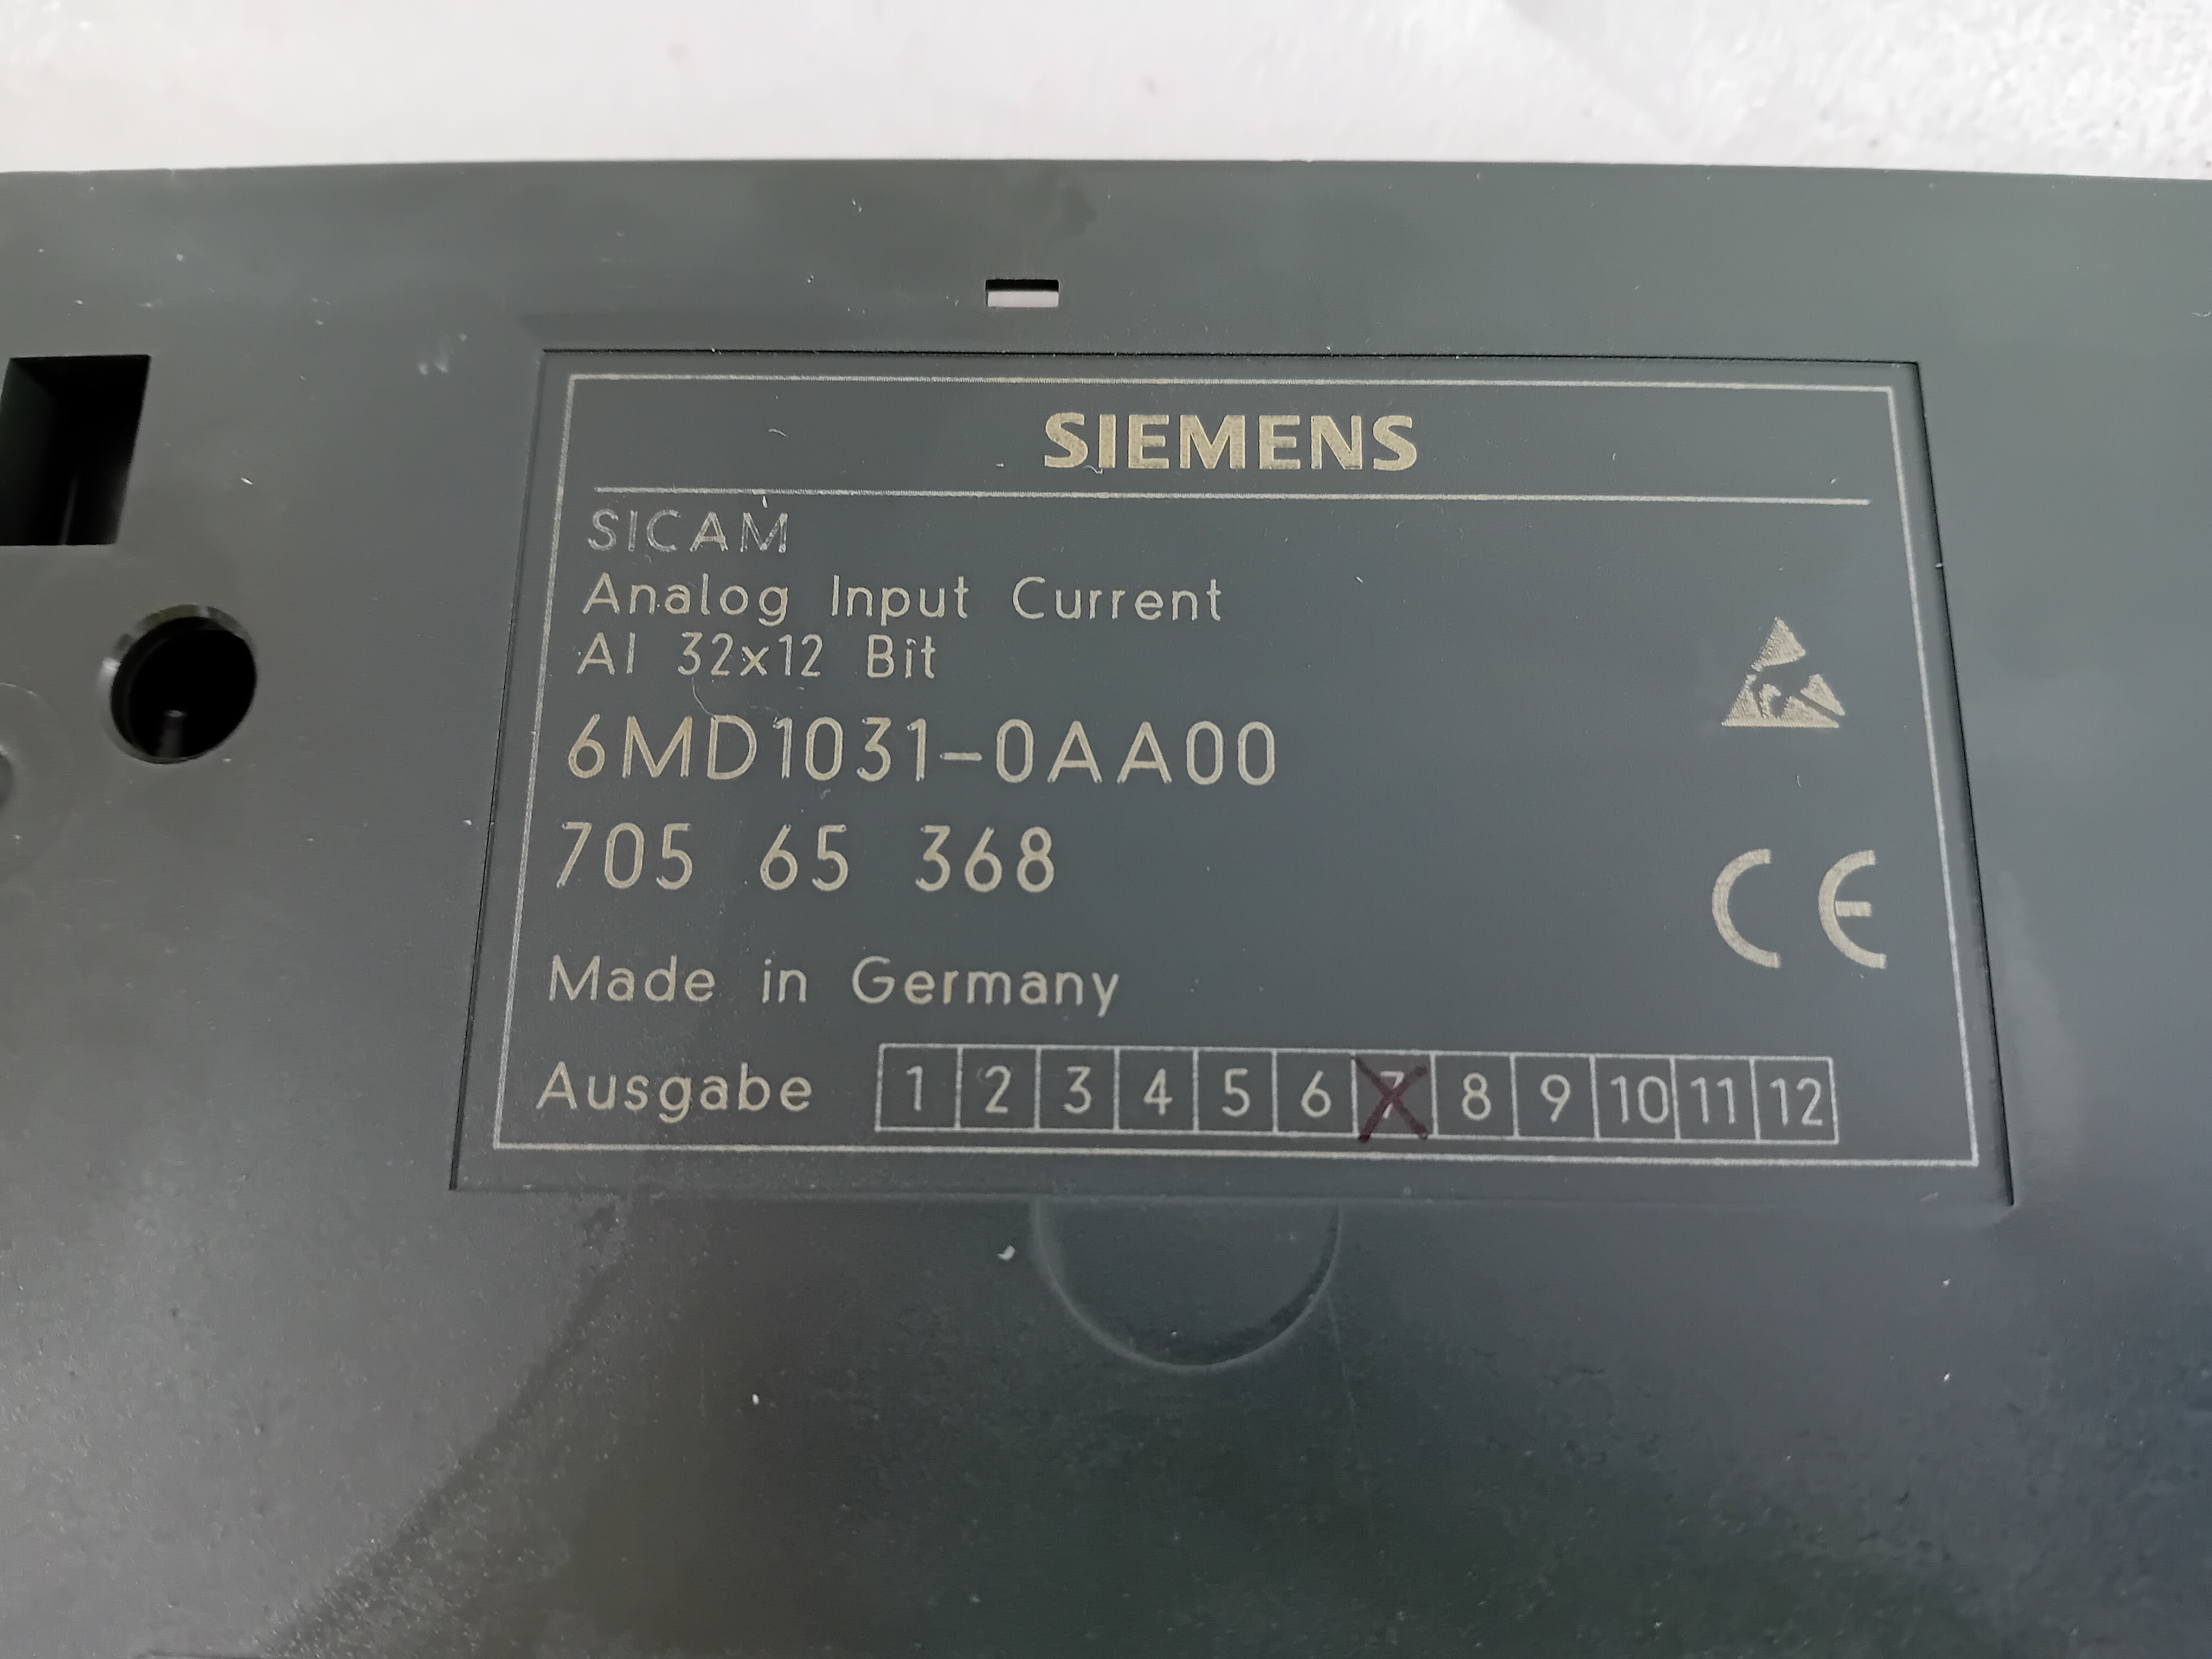 SIEMENS
SICAM
Analog Input Current
AI 32x12 Bit
6MD1031-0AA00
705 65 368
CE
Made in Germany
Ausgabe 1 2 3 4 5 6 7 8 9 10 11 12